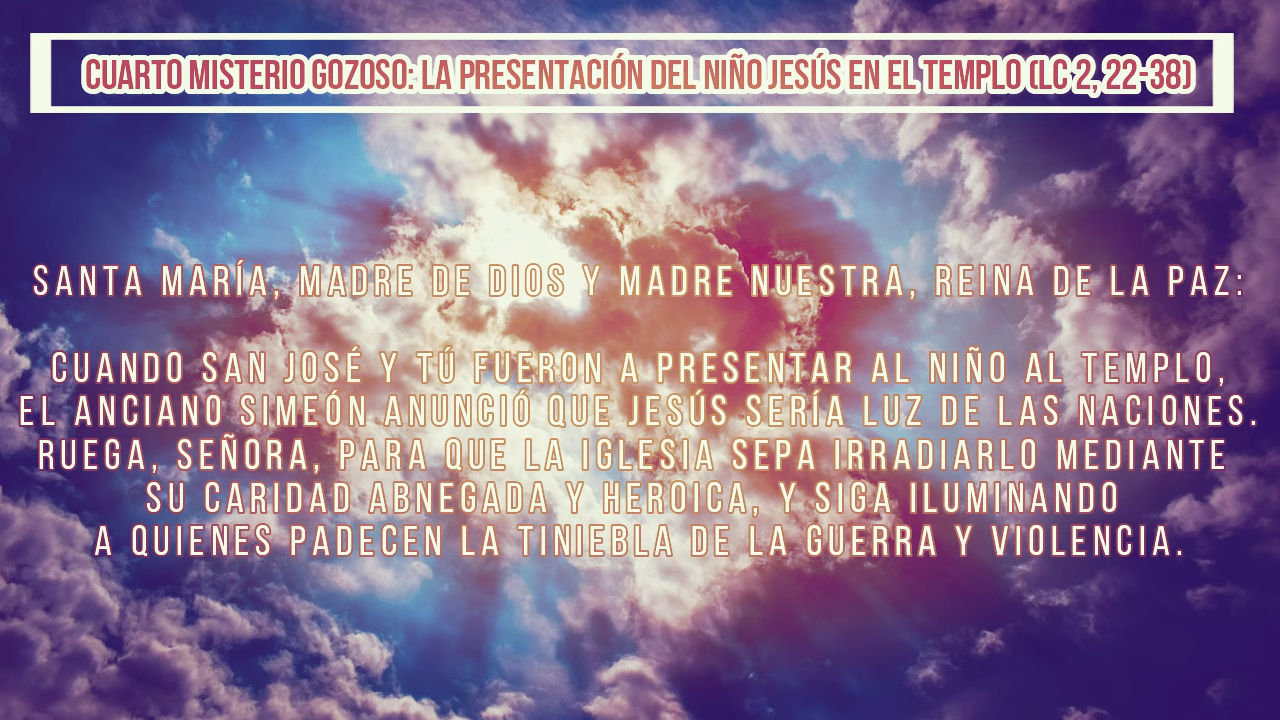 CUARTO MISTERIO GOZOSO: LA PRESENTACIÓN DEL NIÑO JESÚS EN EL TEMPLO (LC 2, 22-38)
SANTA MARÍA, MADRE DE DIOS Y MADRE NUESTRA, REINA DE LA PAZ:
CUANDO SAN JOSÉ Y TÚ FUERON A PRESENTAR AL NIÑO AL TEMPLO,
EL ANCIANO SIMEÓN ANUNCIÓ QUE JESÚS SERÍA LUZ DE LAS NACIONES.
RUEGA, SEÑORA, PARA QUE LA IGLESIA SEPA IRRADIARLO MEDIANTE
SU CARIDAD ABNEGADA Y HEROICA, Y SIGA ILUMINANDO
A QUIENES PADECEN LA TINIEBLA DE LA GUERRA Y VIOLENCIA.